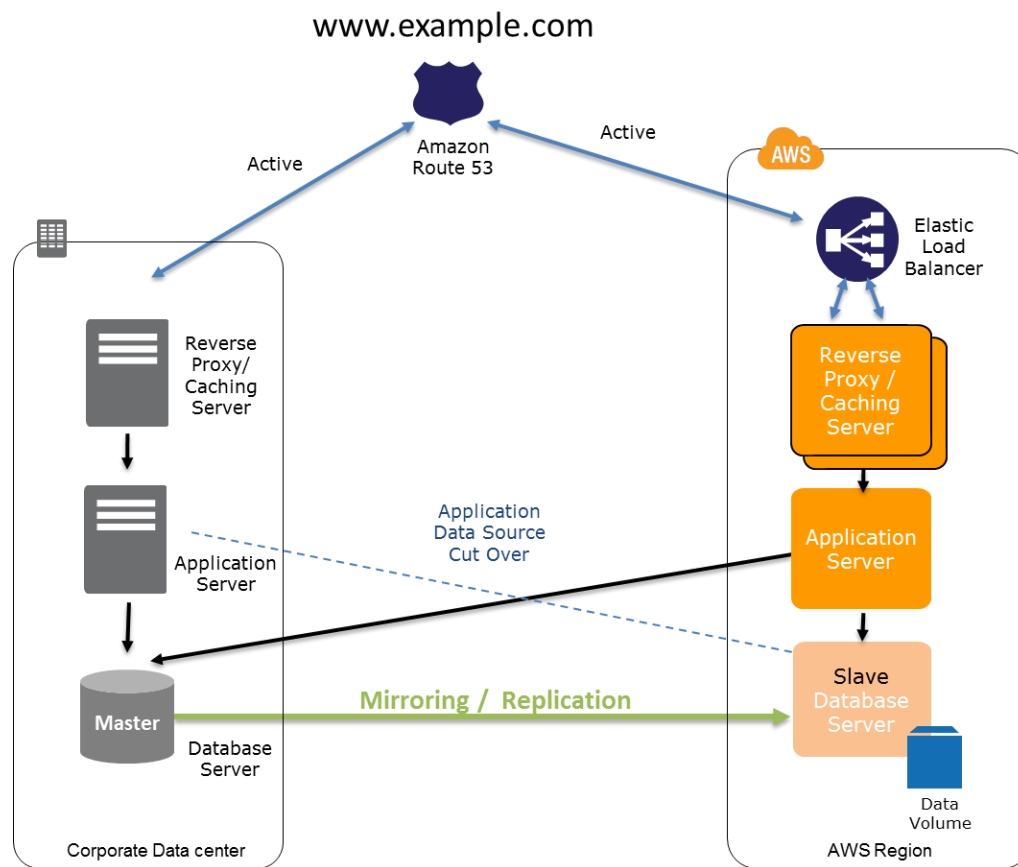 www.example.com
Amazon
Route 53
Active
Active
AWS
Elastic
Load
Balancer
Reverse
Proxy/
Caching
Server
Reverse
Proxy /
Caching
Server
Application
Data Source
Cut Over
Application
Server
Application
Server
Master
Database
Server
Mirroring /  Replication
Slave
Database
Server
Data
Volume
Corporate Data center
AWS Region